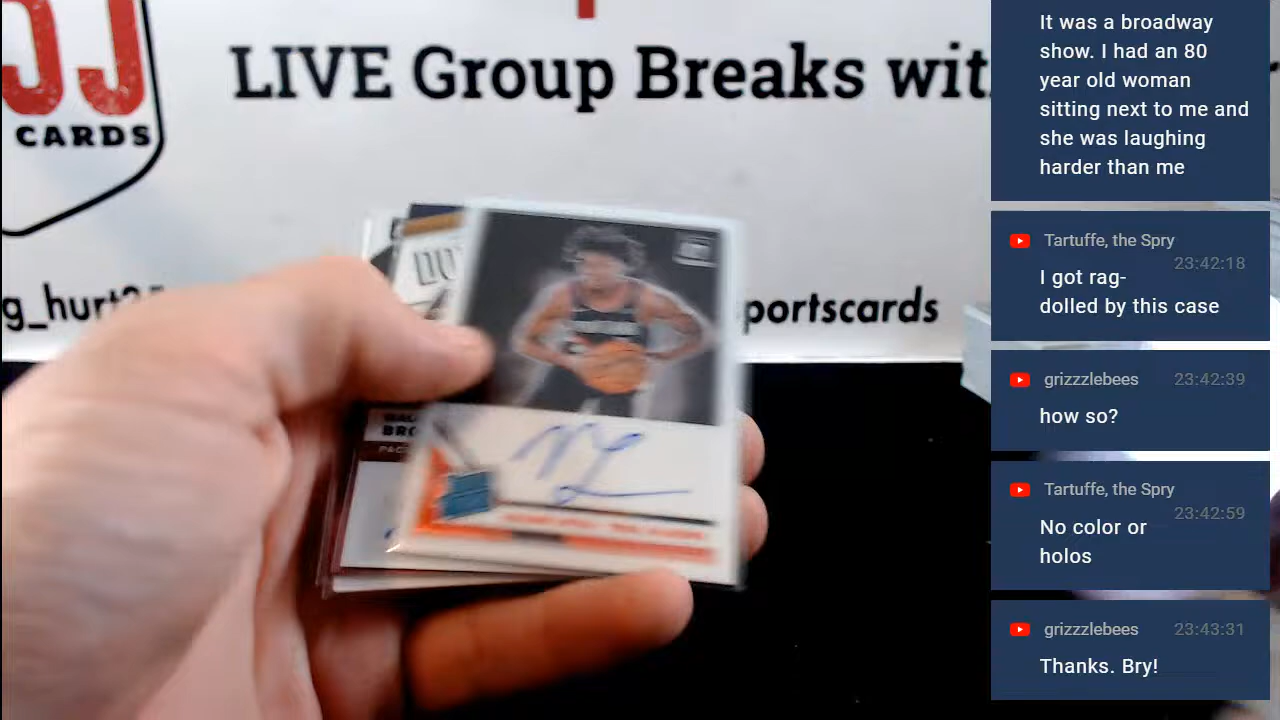 CARDS
LIVE Group Breaks wit
g_hurt
sportscards
It was a broadway
show. I had an 80
year old woman
sitting next to me and
she was laughing
harder than me
Tartuffe, the Spry
23:42:18
I got rag-
dolled by this case
grizzzlebees 23:42:39
how so?
Tartuffe, the Spry
23:42:59
No color or
holos
grizzzlebees 23:43:31
Thanks. Bry!